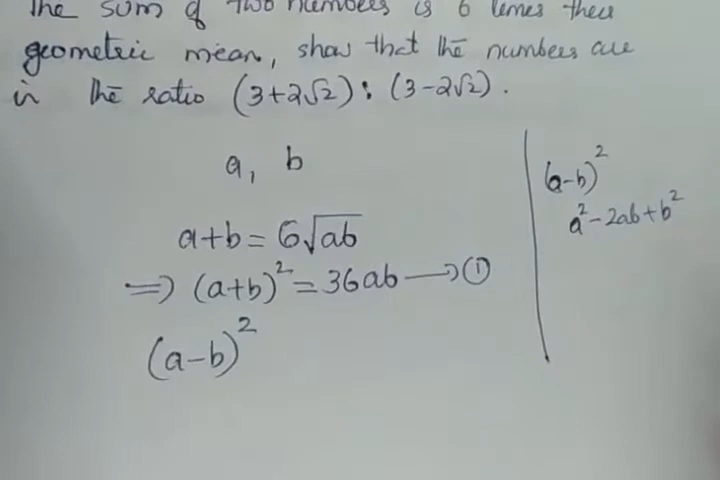 The sum of two numbers is 6 times their
geometric mean, show that the numbers are
in the ratio (3+2√2) : (3-2√2).
a, b
a+b = 6√ab
⇒ (a+b)² = 36ab ⟶ ①
(a-b)²
(a-b)²
a² - 2ab + b²